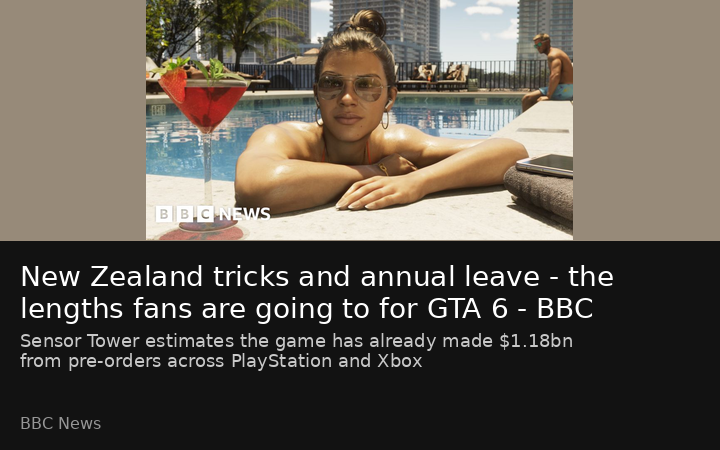 BBC NEWS
New Zealand tricks and annual leave - the
lengths fans are going to for GTA 6 - BBC
Sensor Tower estimates the game has already made $1.18bn
from pre-orders across PlayStation and Xbox
BBC News